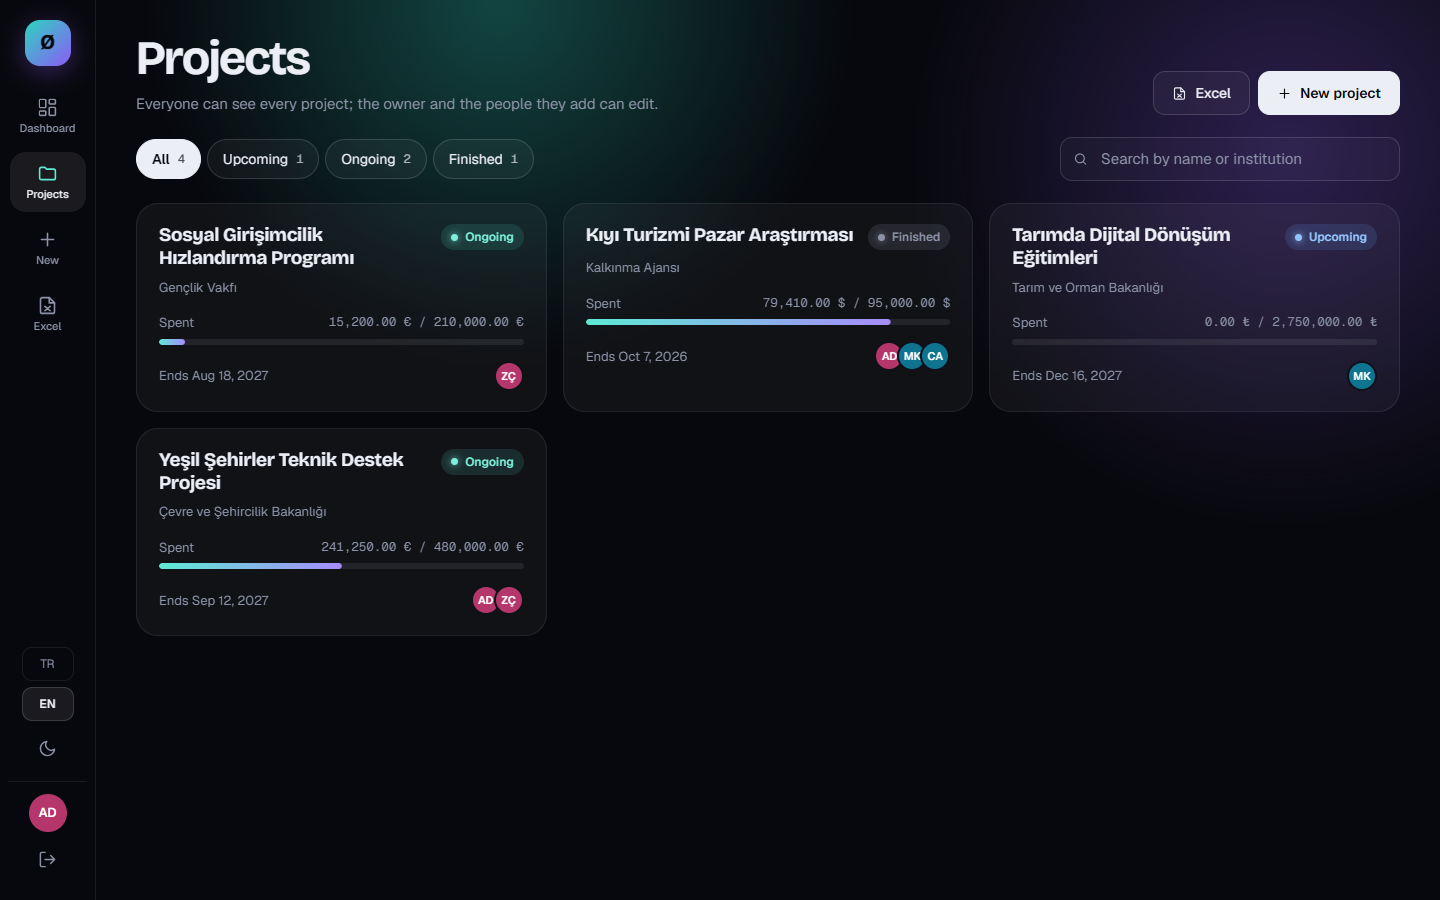 Ø
Dashboard
Projects
New
Excel
TR
EN
AD
Projects
Everyone can see every project; the owner and the people they add can edit.
Excel
New project
All 4
Upcoming 1
Ongoing 2
Finished 1
Search by name or institution
Sosyal Girişimcilik
Hızlandırma Programı
Ongoing
Gençlik Vakfı
Spent 15,200.00 € / 210,000.00 €
Ends Aug 18, 2027
ZÇ
Kıyı Turizmi Pazar Araştırması
Finished
Kalkınma Ajansı
Spent 79,410.00 $ / 95,000.00 $
Ends Oct 7, 2026
AD MK CA
Tarımda Dijital Dönüşüm
Eğitimleri
Upcoming
Tarım ve Orman Bakanlığı
Spent 0.00 ₺ / 2,750,000.00 ₺
Ends Dec 16, 2027
MK
Yeşil Şehirler Teknik Destek
Projesi
Ongoing
Çevre ve Şehircilik Bakanlığı
Spent 241,250.00 € / 480,000.00 €
Ends Sep 12, 2027
AD ZÇ